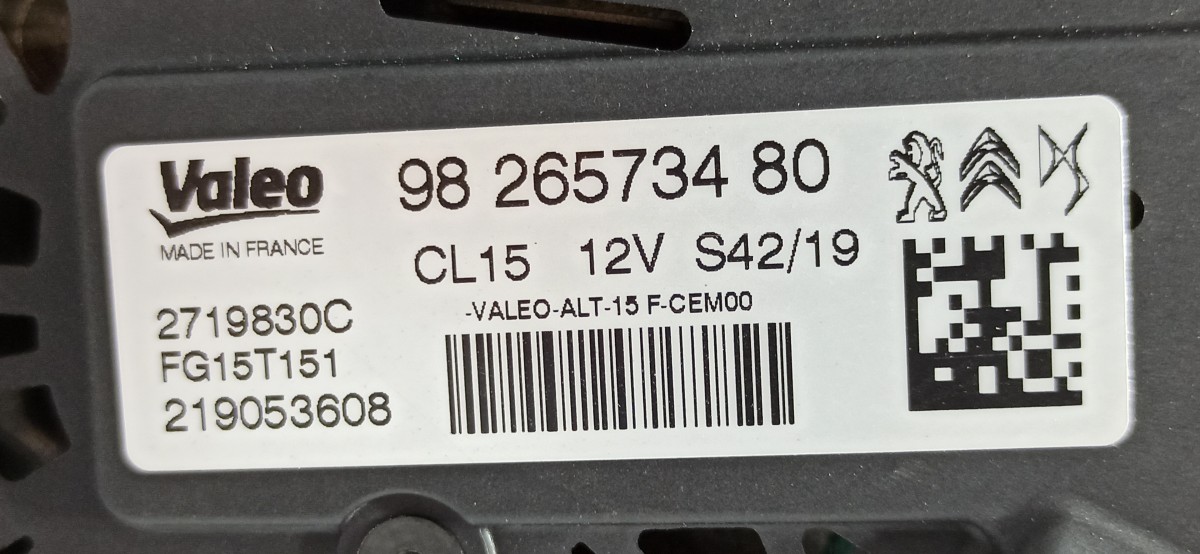 Valeo
MADE IN FRANCE
98 265734 80
CL15 12V S42/19
-VALEO-ALT-15 F-CEM00
2719830C
FG15T151
219053608